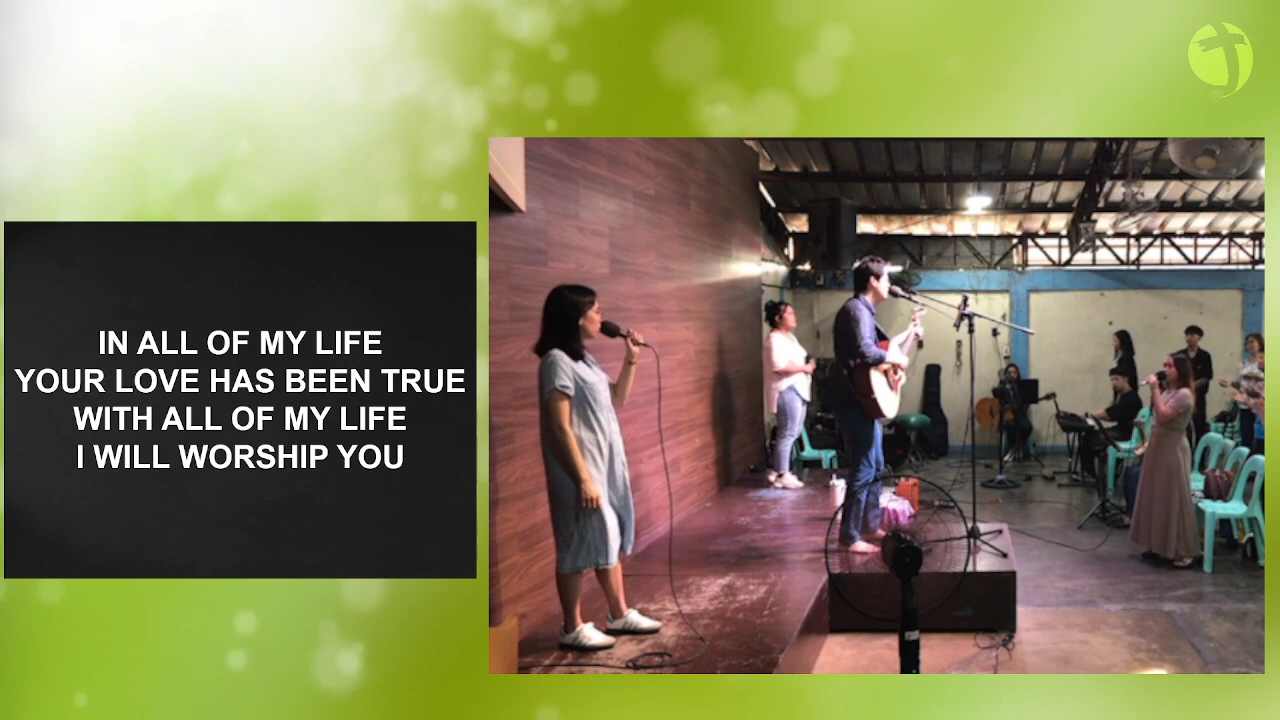 IN ALL OF MY LIFE
YOUR LOVE HAS BEEN TRUE
WITH ALL OF MY LIFE
I WILL WORSHIP YOU